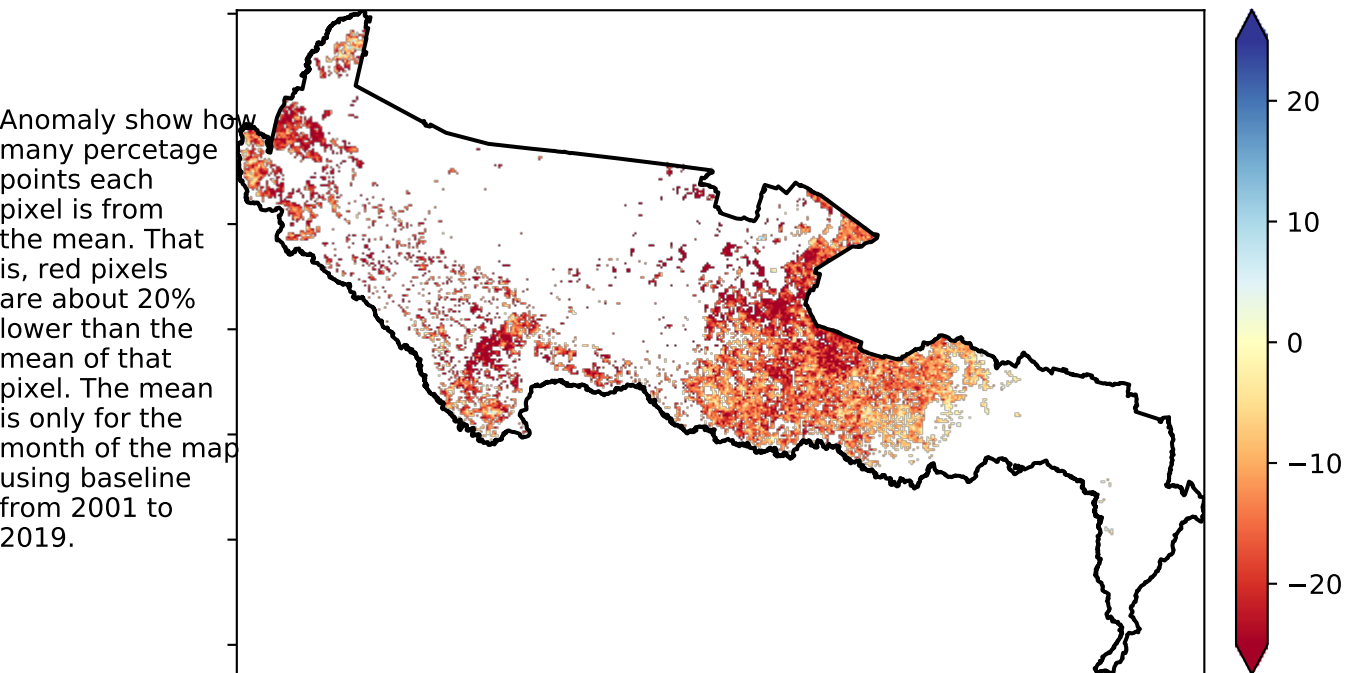 Anomaly show how
many percetage
points each
pixel is from
the mean. That
is, red pixels
are about 20%
lower than the
mean of that
pixel. The mean
is only for the
month of the map
using baseline
from 2001 to
2019.
20
10
0
−10
−20